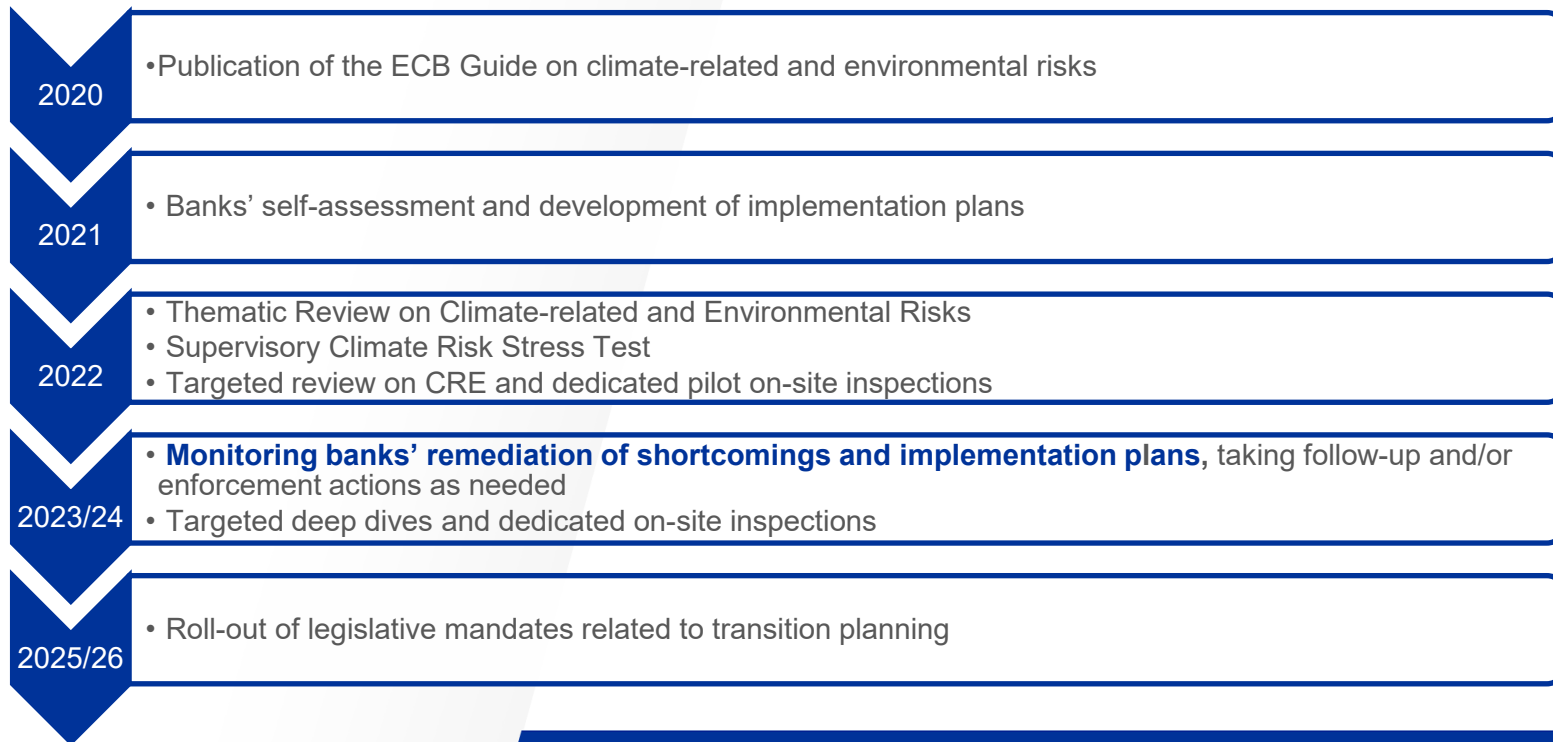 2020
•Publication of the ECB Guide on climate-related and environmental risks
2021
• Banks’ self-assessment and development of implementation plans
2022
• Thematic Review on Climate-related and Environmental Risks
• Supervisory Climate Risk Stress Test
• Targeted review on CRE and dedicated pilot on-site inspections
2023/24
• Monitoring banks’ remediation of shortcomings and implementation plans, taking follow-up and/or
enforcement actions as needed
• Targeted deep dives and dedicated on-site inspections
2025/26
• Roll-out of legislative mandates related to transition planning